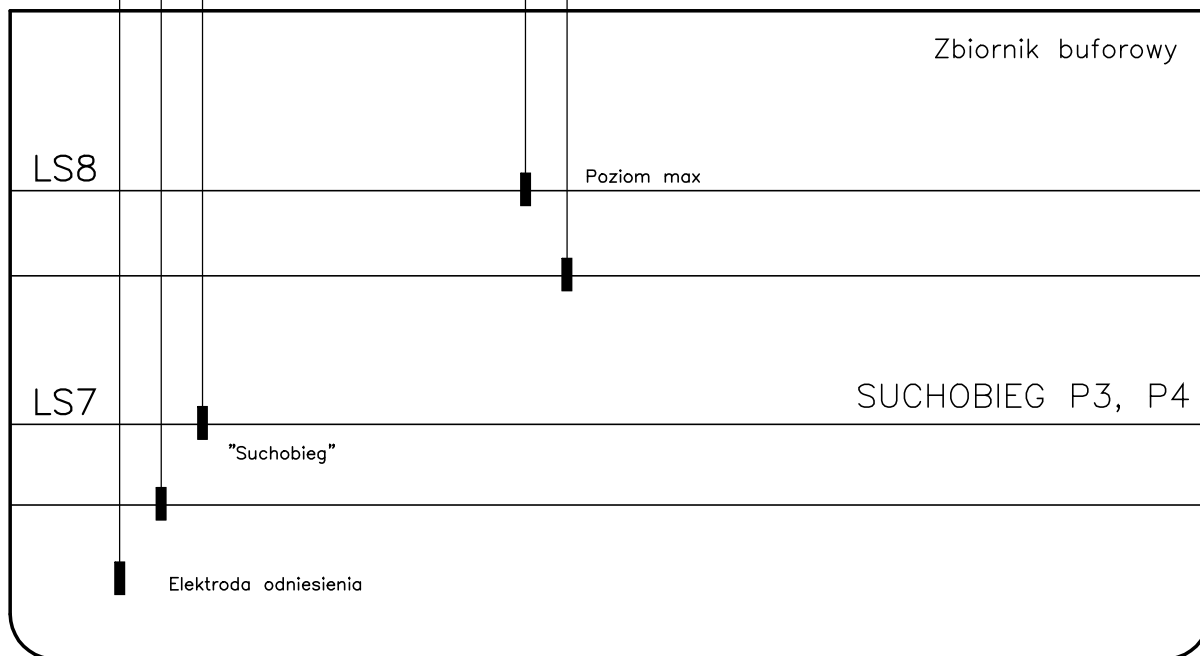 Zbiornik buforowy
LS8
Poziom max
LS7
SUCHOBIEG P3, P4
"Suchobieg"
Elektroda odniesienia